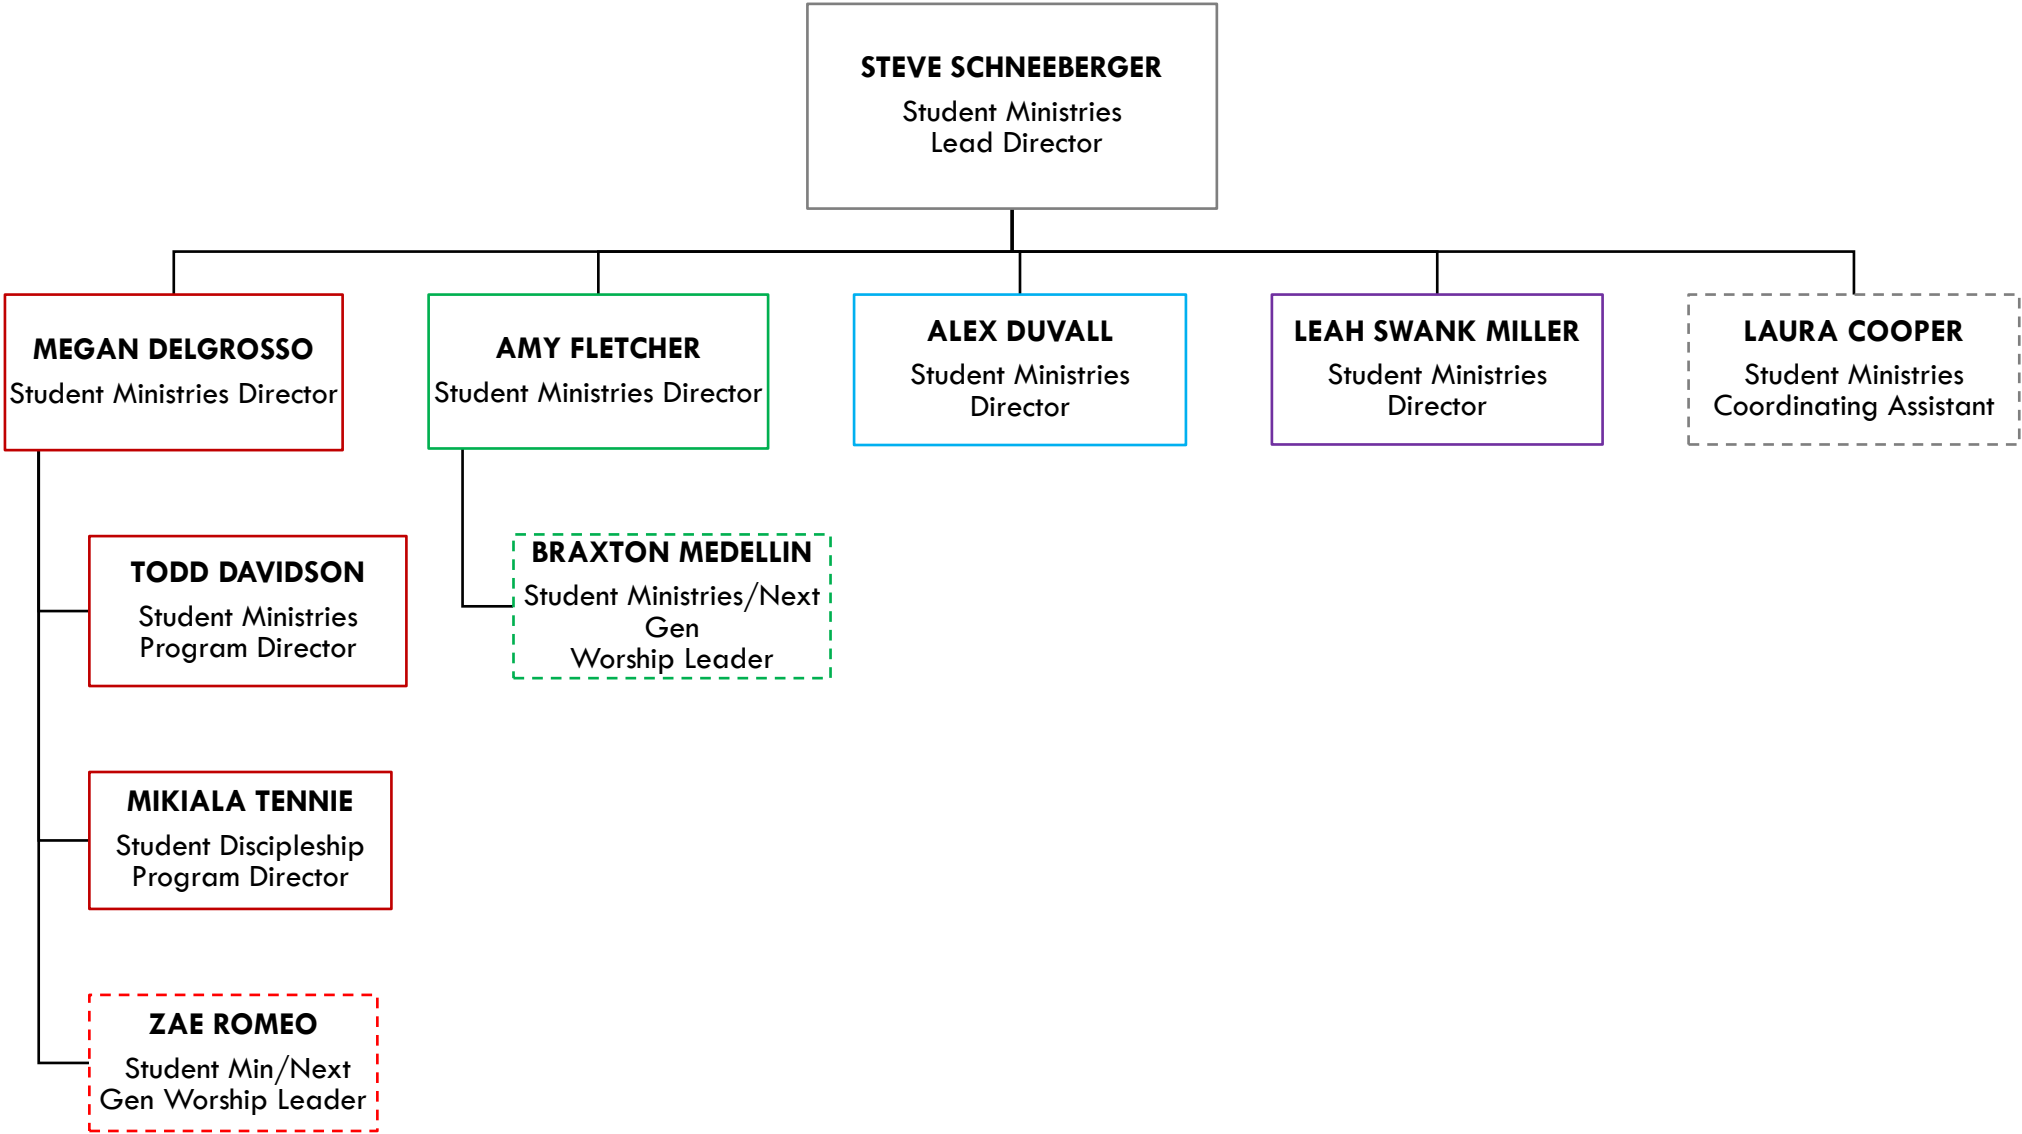 STEVE SCHNEEBERGER
Student Ministries
Lead Director
MEGAN DELGROSSO
Student Ministries Director
AMY FLETCHER
Student Ministries Director
ALEX DUVALL
Student Ministries
Director
LEAH SWANK MILLER
Student Ministries
Director
LAURA COOPER
Student Ministries
Coordinating Assistant
TODD DAVIDSON
Student Ministries
Program Director
BRAXTON MEDELLIN
Student Ministries/Next
Gen
Worship Leader
MIKIALA TENNIE
Student Discipleship
Program Director
ZAE ROMEO
Student Min/Next
Gen Worship Leader